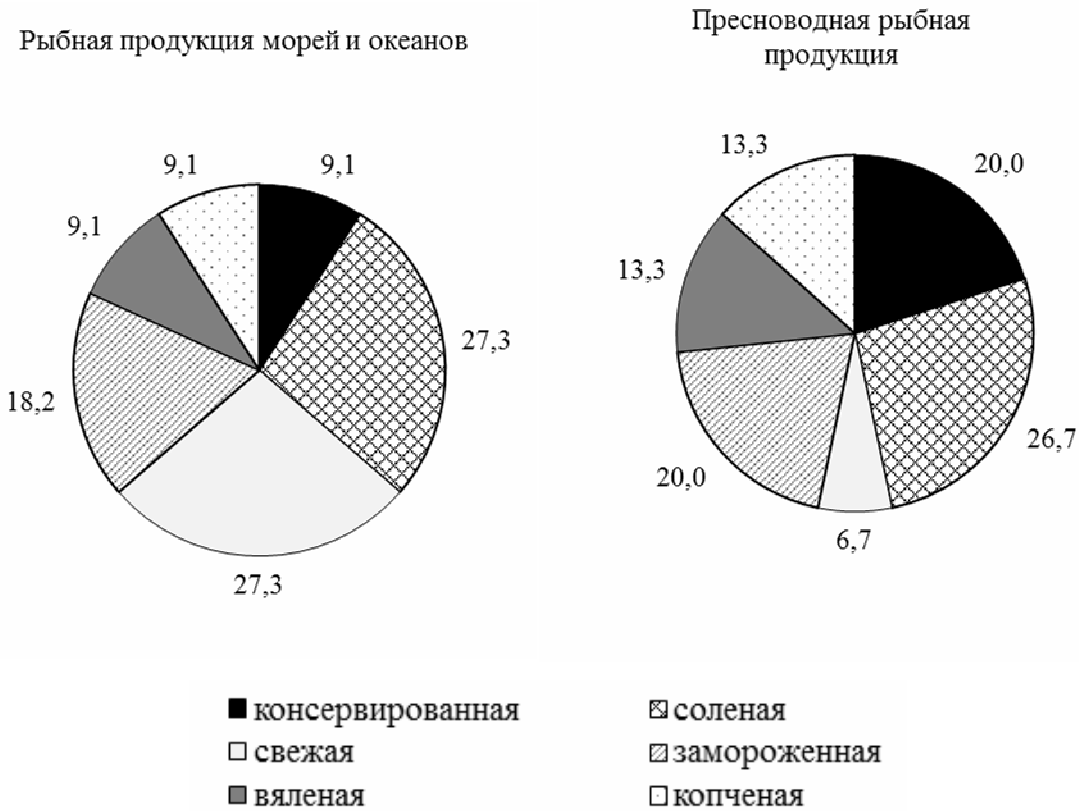 Рыбная продукция морей и океанов
9,1
9,1
9,1
27,3
18,2
27,3
Пресноводная рыбная
продукция
13,3
20,0
13,3
26,7
20,0
6,7
консервированная
соленая
свежая
замороженная
вяленая
копченая